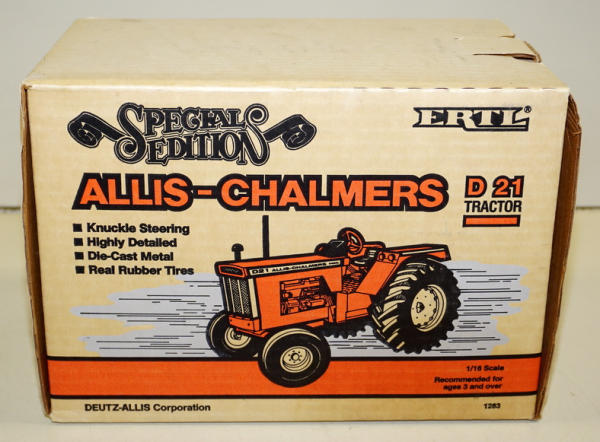 SPECIAL EDITION
ERTL®
ALLIS-CHALMERS
D 21
TRACTOR
■ Knuckle Steering
■ Highly Detailed
■ Die-Cast Metal
■ Real Rubber Tires
D21 ALLIS-CHALMERS
1/16 Scale
Recommended for
ages 3 and over
DEUTZ-ALLIS Corporation
1283